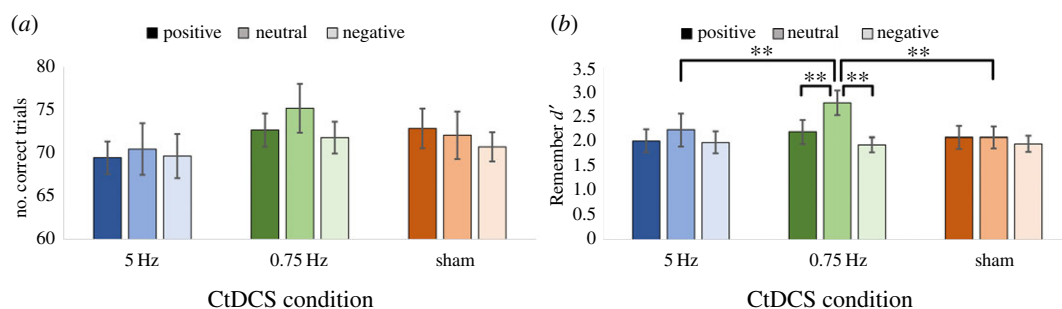 (a)
positive neutral negative
80
75
70
65
60
no. correct trials
5 Hz 0.75 Hz sham
CtDCS condition
(b)
positive neutral negative
** **
** **
3.5
3.0
2.5
2.0
1.5
1.0
0.5
0
Remember d′
5 Hz 0.75 Hz sham
CtDCS condition